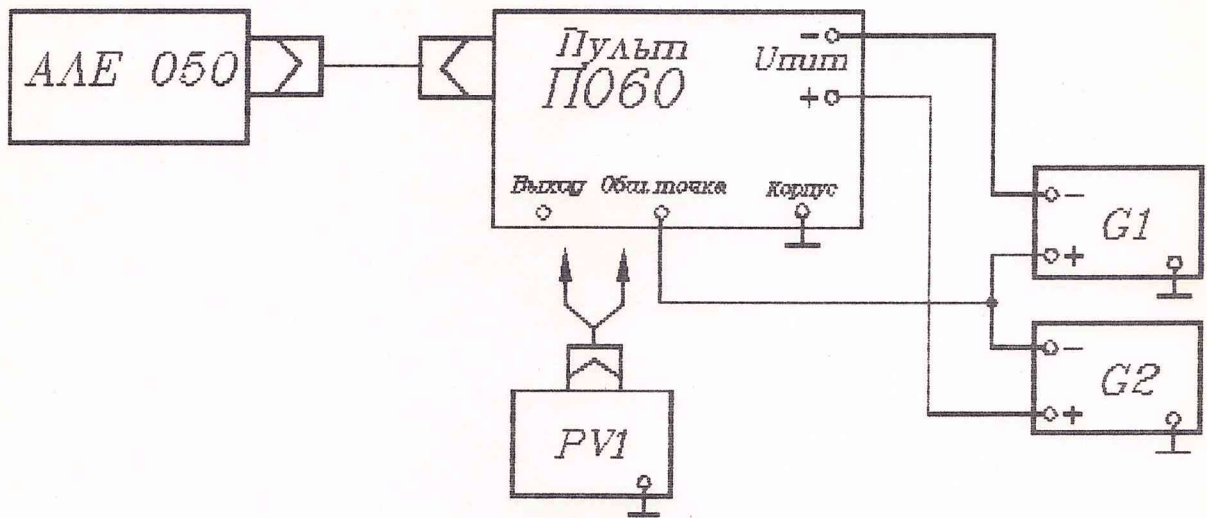 АЛЕ 050
Пульт
П060
-
Uпит
+
Выход
Общ.точка
корпус
-
G1
+
-
G2
+
PV1